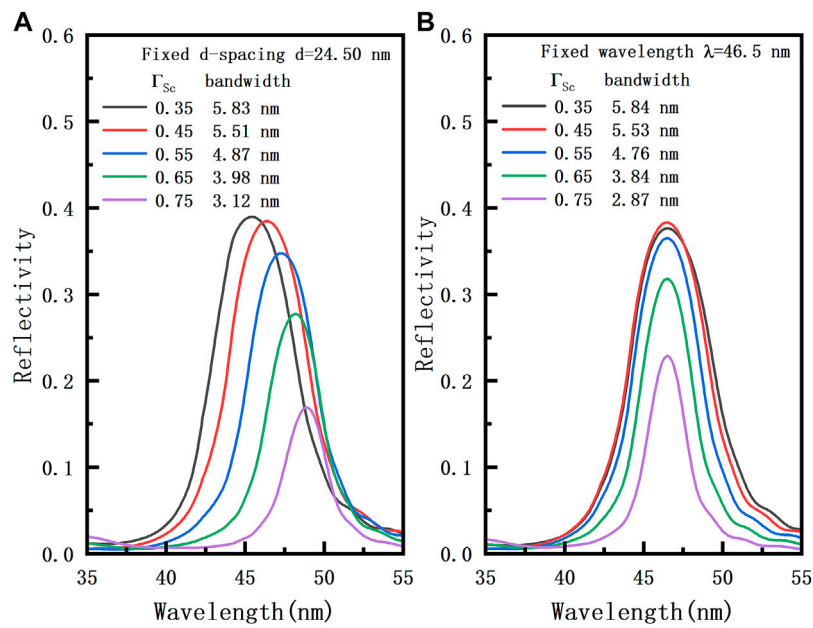 A
Fixed d-spacing d=24.50 nm
ΓSc bandwidth
0.35 5.83 nm
0.45 5.51 nm
0.55 4.87 nm
0.65 3.98 nm
0.75 3.12 nm
Reflectivity
0.6
0.5
0.4
0.3
0.2
0.1
0.0
35 40 45 50 55
Wavelength(nm)
B
Fixed wavelength λ=46.5 nm
ΓSc bandwidth
0.35 5.84 nm
0.45 5.53 nm
0.55 4.76 nm
0.65 3.84 nm
0.75 2.87 nm
Reflectivity
0.6
0.5
0.4
0.3
0.2
0.1
0.0
35 40 45 50 55
Wavelength(nm)